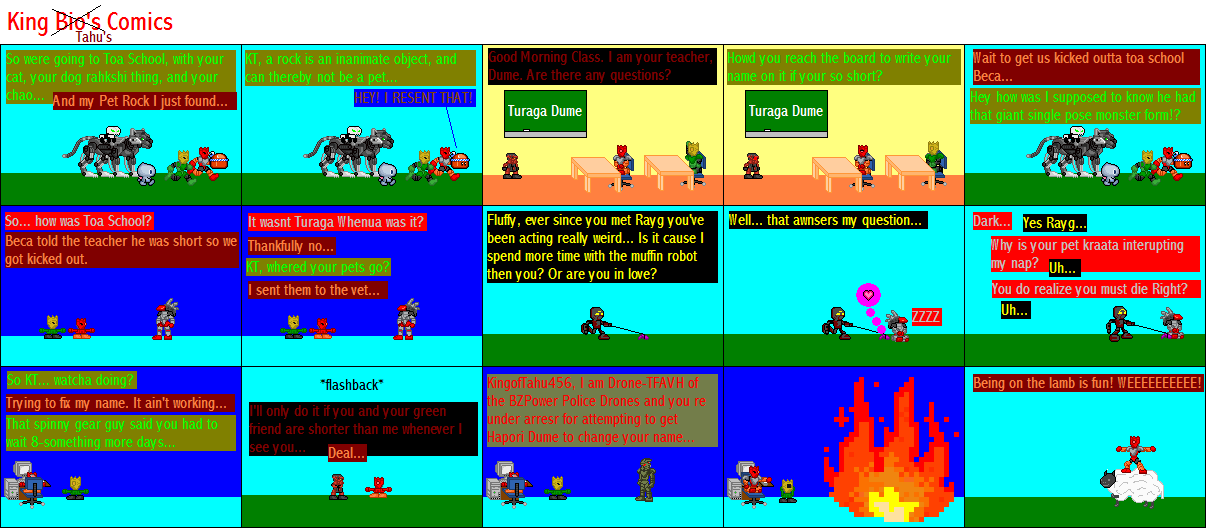 King Bio's Comics
Tahu's
So were going to Toa School, with your
cat, your dog rahkshi thing, and your
chao...
And my Pet Rock I just found...
KT, a rock is an inanimate object, and
can thereby not be a pet...
HEY! I RESENT THAT!
Good Morning Class, I am your teacher,
Dume. Are there any questions?
Turaga Dume
Howd you reach the board to write your
name on it if your so short?
Turaga Dume
Wait to get us kicked outta toa school
Beca...
Hey how was I supposed to know he had
that giant single pose monster form!?
So... how was Toa School?
Beca told the teacher he was short so we
got kicked out.
It wasnt Turaga Whenua was it?
Thankfully no...
KT, whered your pets go?
I sent them to the vet...
Fluffy, ever since you met Rayg you've
been acting really weird... Is it cause I
spend more time with the muffin robot
then you? Or are you in love?
Well... that awnsers my question...
ZZZZ
Dark...
Yes Rayg...
Why is your pet kraata interupting
my nap?
Uh...
You do realize you must die Right?
Uh...
So KT... watcha doing?
Trying to fix my name. It ain't working...
That spinny gear guy said you had to
wait 8-something more days...
*flashback*
I'll only do it if you and your green
friend are shorter than me whenever I
see you...
Deal...
KingofTahu456, I am Drone-TFAVH of
the BZPower Police Drones and you re
under arresr for attempting to get
Hapori Dume to change your name...
Being on the lamb is fun! WEEEEEEEEEE!